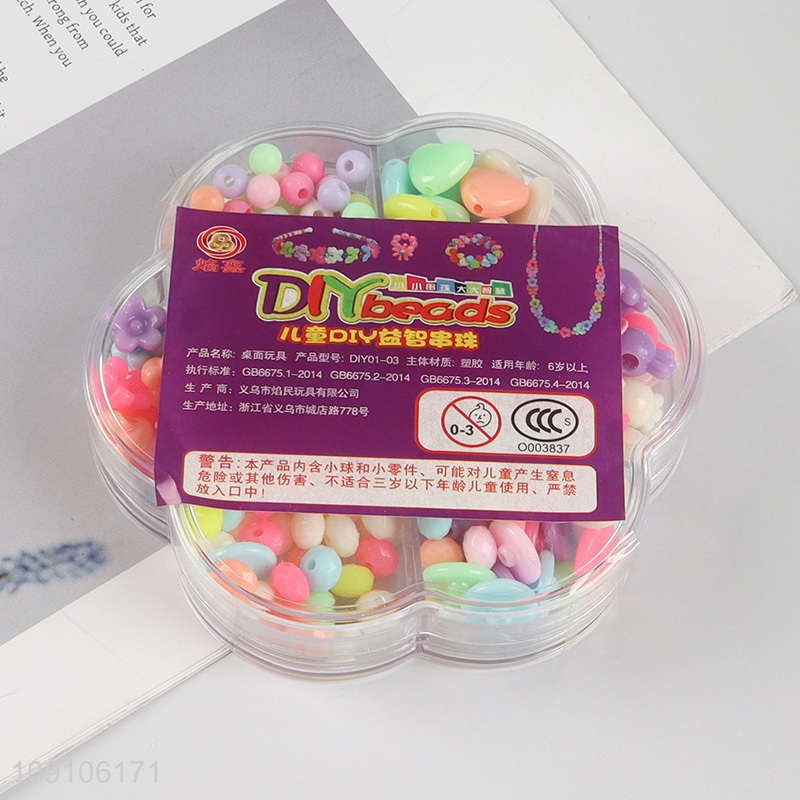 kids that
n you could
When you
for
焰鑫
小小串珠大大智慧
DIYbeads
儿童DIY益智串珠
产品名称：桌面玩具 产品型号：DIY01-03 主体材质：塑胶 适用年龄：6岁以上
执行标准：GB6675.1-2014 GB6675.2-2014 GB6675.3-2014 GB6675.4-2014
生产商：义乌市焰民玩具有限公司
生产地址：浙江省义乌市城店路778号
0-3
CCC S
O003837
警告：本产品内含小球和小零件、可能对儿童产生窒息
危险或其他伤害、不适合三岁以下年龄儿童使用、严禁
放入口中！
169106171